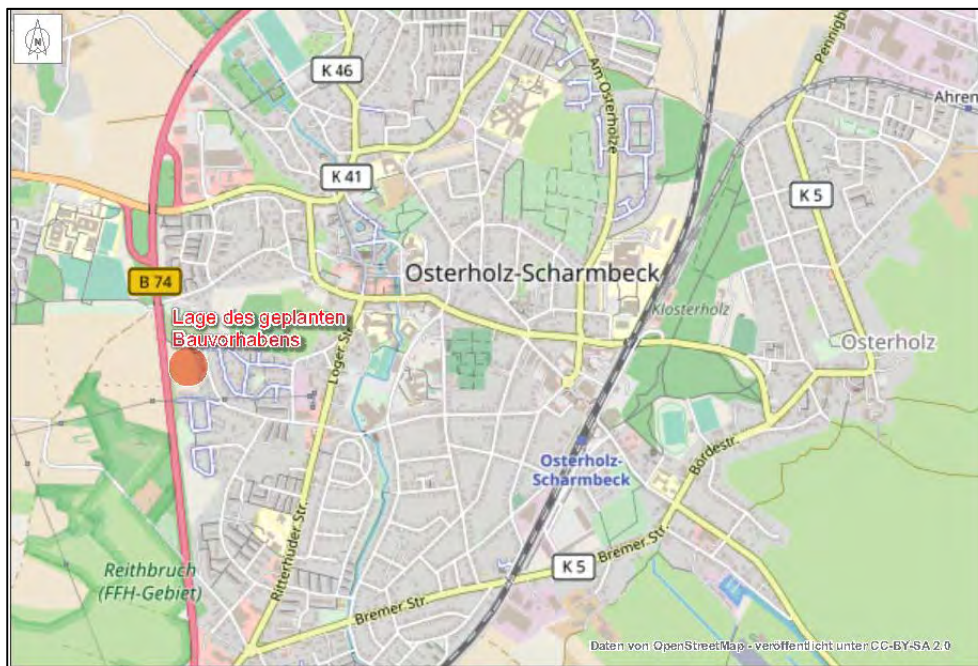 N
K 46
Am Osterholze
Pennigb
Ahren
K 41
K 5
Osterholz-Scharmbeck
B 74
Klosterholz
Lage des geplanten
Bauvorhabens
Loger Str.
Osterholz
Osterholz-
Scharmbeck
Bördestr.
Ritterhuder Str.
Bremer Str.
K 5
Reithbruch
(FFH-Gebiet)
Bremer Str.
Daten von OpenStreetMap - veröffentlicht unter CC-BY-SA 2.0